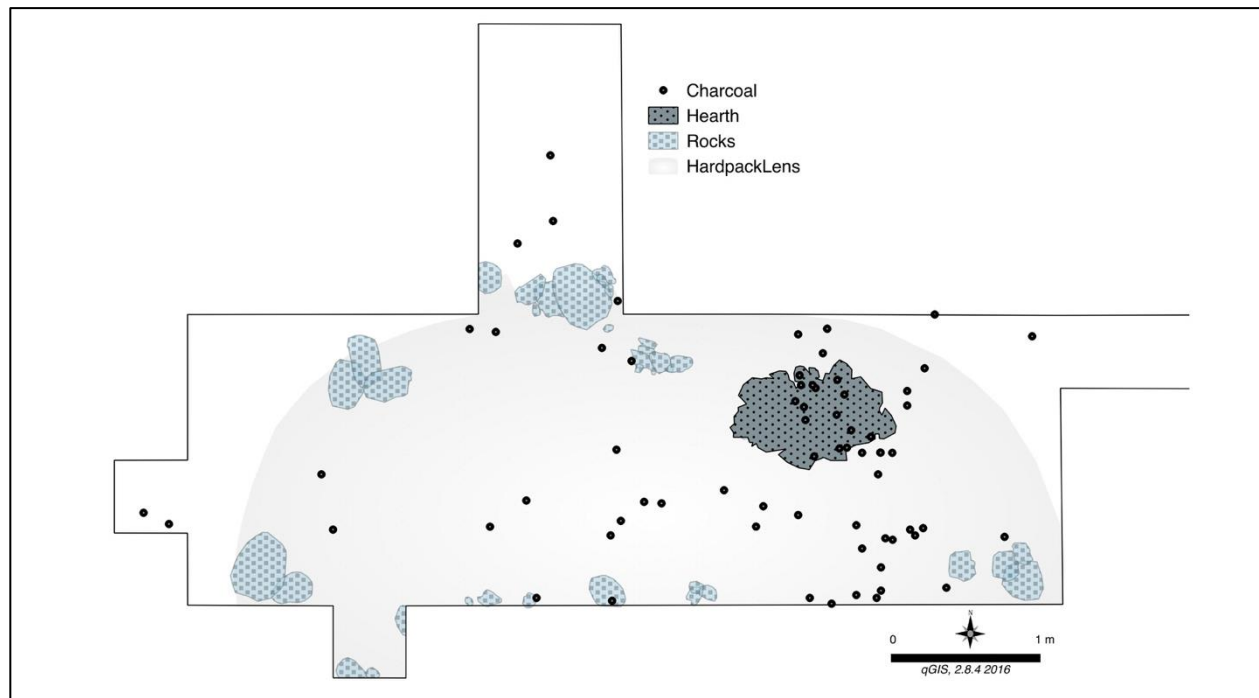 Charcoal
Hearth
Rocks
HardpackLens
N
0 1 m
qGIS, 2.8.4 2016